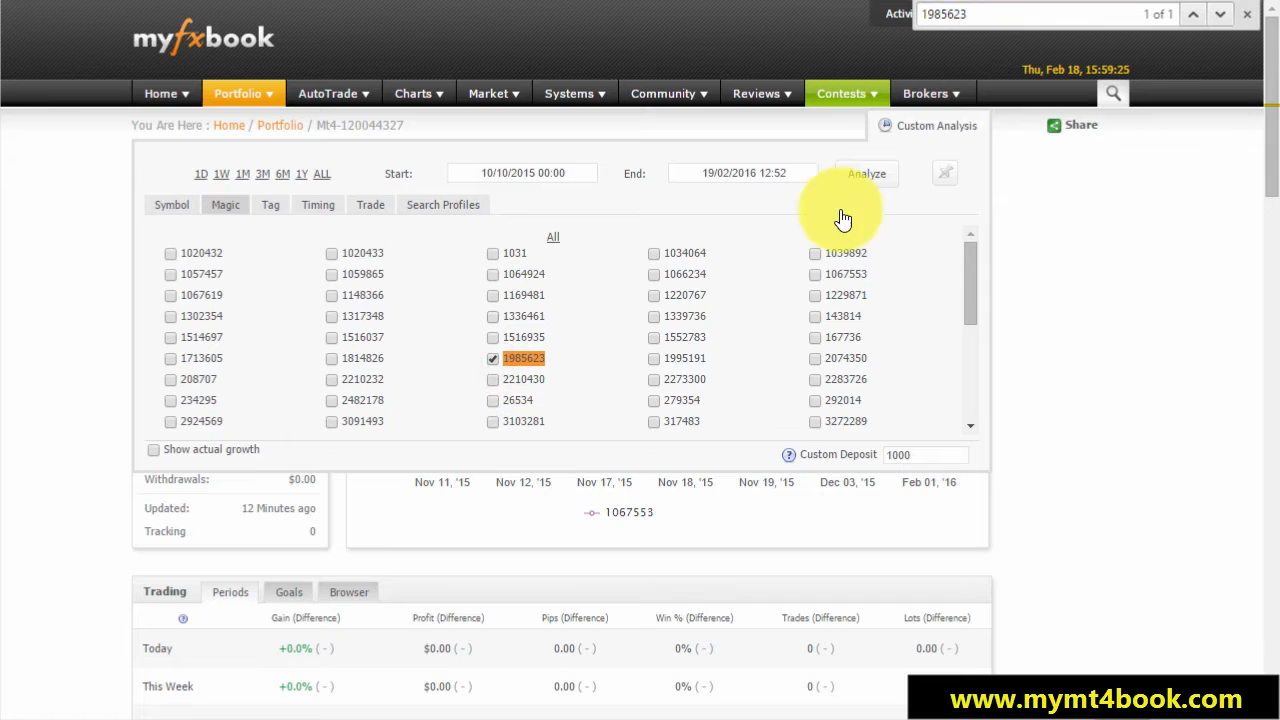 Activi
1985623 1 of 1
myfxbook
Thu, Feb 18, 15:59:25
Home Portfolio AutoTrade Charts Market Systems Community Reviews Contests Brokers
You Are Here : Home / Portfolio / Mt4-120044327
Custom Analysis
Share
1D 1W 1M 3M 6M 1Y ALL Start: 10/10/2015 00:00 End: 19/02/2016 12:52 Analyze
Symbol Magic Tag Timing Trade Search Profiles
All
1020432 1020433 1031 1034064 1039892
1057457 1059865 1064924 1066234 1067553
1067619 1148366 1169481 1220767 1229871
1302354 1317348 1336461 1339736 143814
1514697 1516037 1516935 1552783 167736
1713605 1814826 1985623 1995191 2074350
208707 2210232 2210430 2273300 2283726
234295 2482178 26534 279354 292014
2924569 3091493 3103281 317483 3272289
Show actual growth
Custom Deposit 1000
Withdrawals: $0.00
Nov 11, '15 Nov 12, '15 Nov 17, '15 Nov 18, '15 Nov 19, '15 Dec 03, '15 Feb 01, '16
Updated: 12 Minutes ago
1067553
Tracking 0
Trading Periods Goals Browser
Gain (Difference) Profit (Difference) Pips (Difference) Win % (Difference) Trades (Difference) Lots (Difference)
Today +0.0% ( - ) $0.00 ( - ) 0.00 ( - ) 0% ( - ) 0 ( - ) 0.00 ( - )
This Week +0.0% ( - ) $0.00 ( - ) 0.00 ( - ) 0% ( - ) 0 ( - )
www.mymt4book.com